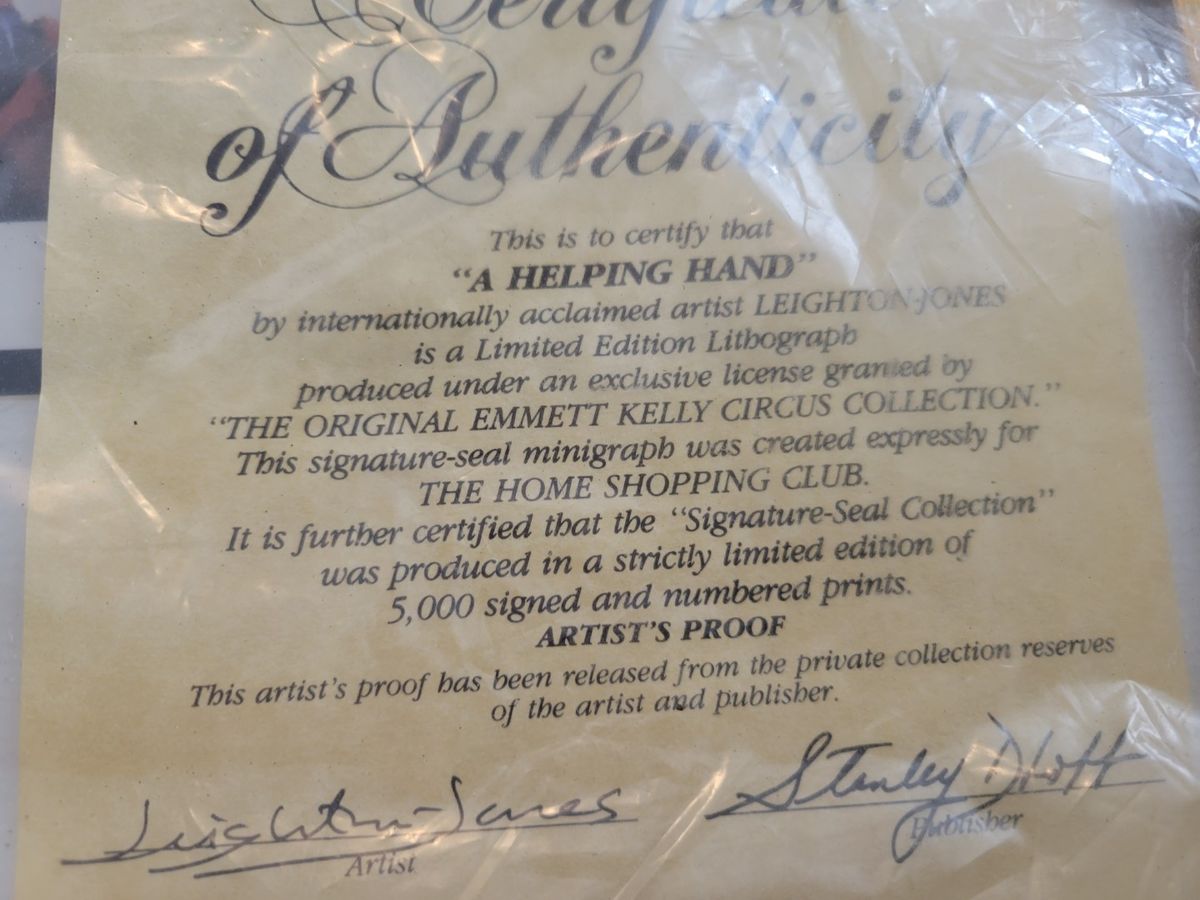 Certificate
of Authenticity
This is to certify that
"A HELPING HAND"
by internationally acclaimed artist LEIGHTON-JONES
is a Limited Edition Lithograph
produced under an exclusive license granted by
"THE ORIGINAL EMMETT KELLY CIRCUS COLLECTION."
This signature-seal minigraph was created expressly for
THE HOME SHOPPING CLUB.
It is further certified that the "Signature-Seal Collection"
was produced in a strictly limited edition of
5,000 signed and numbered prints.
ARTIST'S PROOF
This artist's proof has been released from the private collection reserves
of the artist and publisher.
Leighton-Jones Stanley
Artist Publisher